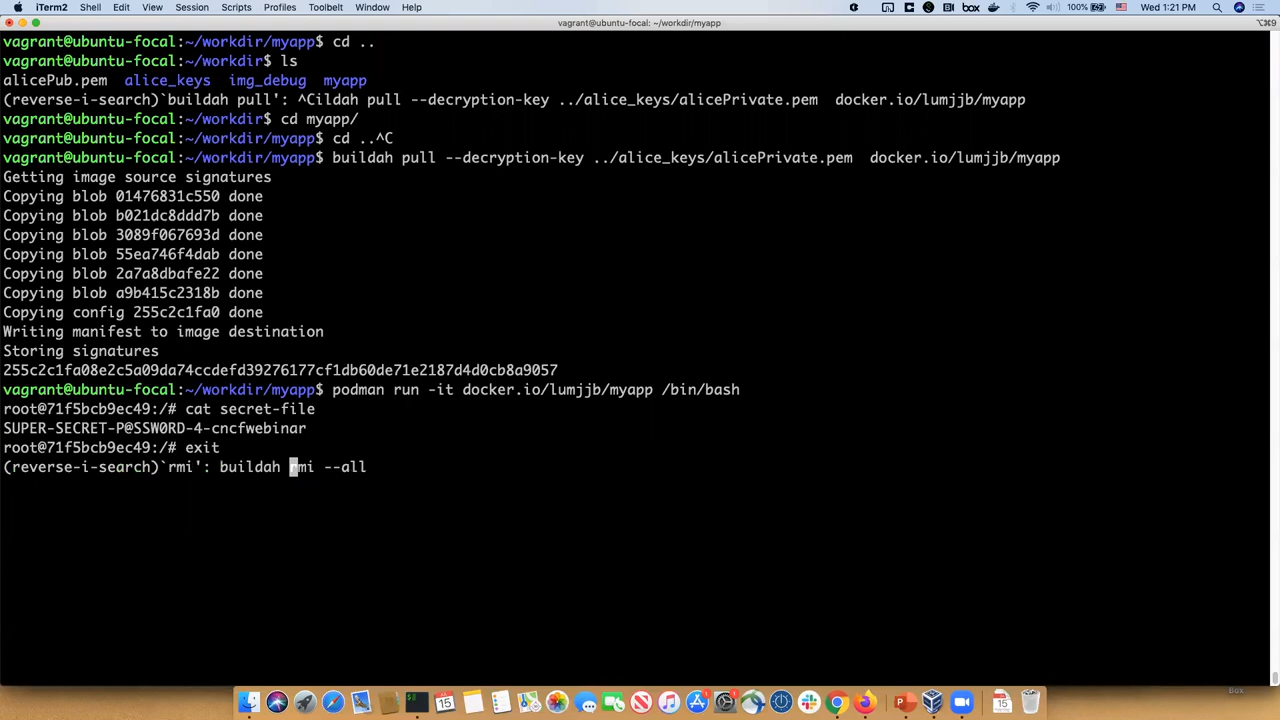 iTerm2 Shell Edit View Session Scripts Profiles Toolbelt Window Help box 100% Wed 1:21 PM
vagrant@ubuntu-focal: ~/workdir/myapp ⌥⌘9
vagrant@ubuntu-focal:~/workdir/myapp$ cd ..
vagrant@ubuntu-focal:~/workdir$ ls
alicePub.pem alice_keys img_debug myapp
(reverse-i-search)`buildah pull': ^Cildah pull --decryption-key ../alice_keys/alicePrivate.pem docker.io/lumjjb/myapp
vagrant@ubuntu-focal:~/workdir$ cd myapp/
vagrant@ubuntu-focal:~/workdir/myapp$ cd ..^C
vagrant@ubuntu-focal:~/workdir/myapp$ buildah pull --decryption-key ../alice_keys/alicePrivate.pem docker.io/lumjjb/myapp
Getting image source signatures
Copying blob 01476831c550 done
Copying blob b021dc8ddd7b done
Copying blob 3089f067693d done
Copying blob 55ea746f4dab done
Copying blob 2a7a8dbafe22 done
Copying blob a9b415c2318b done
Copying config 255c2c1fa0 done
Writing manifest to image destination
Storing signatures
255c2c1fa08e2c5a09da74ccdefd39276177cf1db60de71e2187d4d0cb8a9057
vagrant@ubuntu-focal:~/workdir/myapp$ podman run -it docker.io/lumjjb/myapp /bin/bash
root@71f5bcb9ec49:/# cat secret-file
SUPER-SECRET-P@SSW0RD-4-cncfwebinar
root@71f5bcb9ec49:/# exit
(reverse-i-search)`rmi': buildah rmi --all
Box
15
15